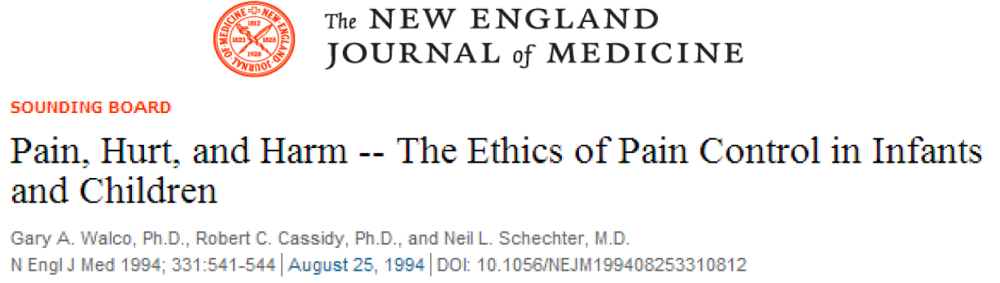 The NEW ENGLAND
JOURNAL of MEDICINE
THE NEW ENGLAND JOURNAL OF MEDICINE
1812
1823 1828
1928
SOUNDING BOARD
Pain, Hurt, and Harm -- The Ethics of Pain Control in Infants
and Children
Gary A. Walco, Ph.D., Robert C. Cassidy, Ph.D., and Neil L. Schechter, M.D.
N Engl J Med 1994; 331:541-544 | August 25, 1994 | DOI: 10.1056/NEJM199408253310812